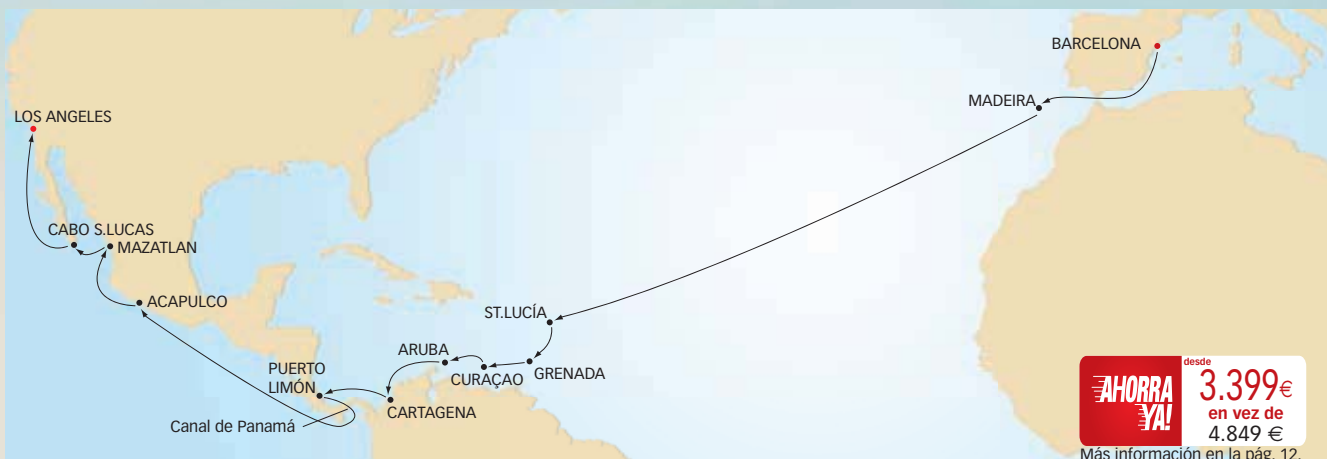 BARCELONA
MADEIRA
LOS ANGELES
CABO S.LUCAS
MAZATLAN
ACAPULCO
ST.LUCÍA
ARUBA
CURAÇAO
GRENADA
PUERTO
LIMÓN
CARTAGENA
Canal de Panamá
AHORRA
YA!
desde
3.399€
en vez de
4.849 €
Más información en la pág. 12.